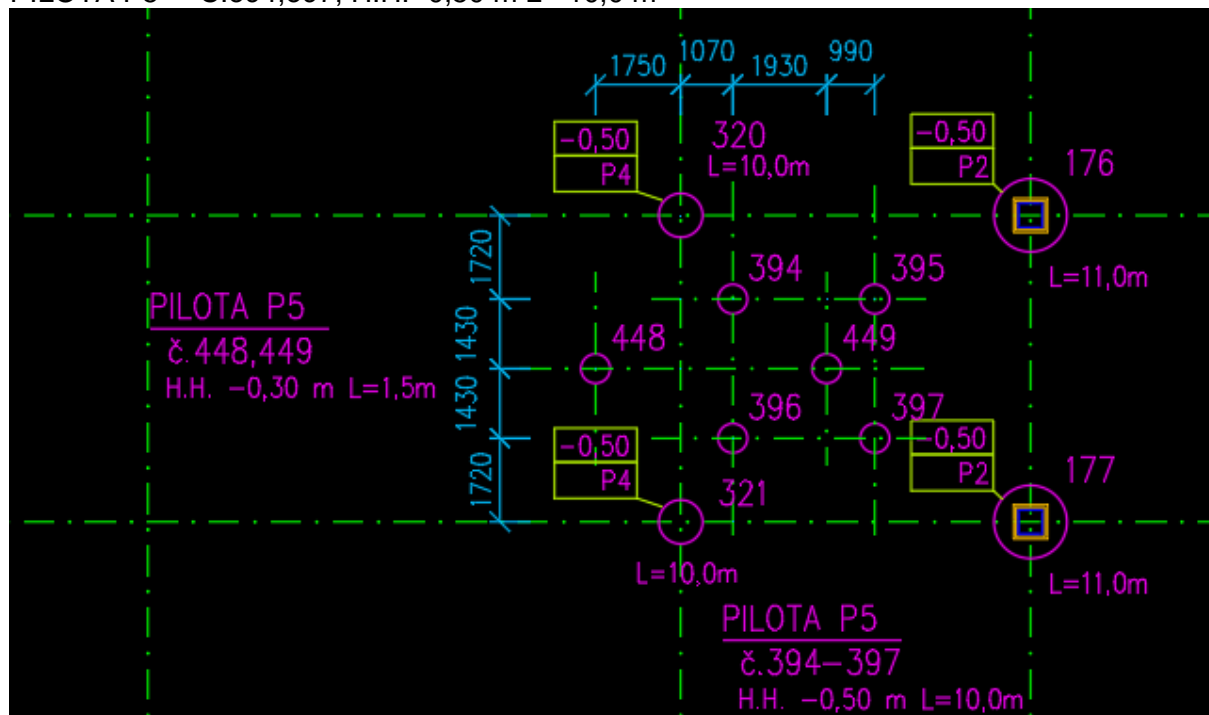 1750 1070 1930 990
-0,50
P4
320
L=10,0m
-0,50
P2
176
L=11,0m
1720
394
395
PILOTA P5
č.448,449
H.H. -0,30 m L=1,5m
1430
448
449
1430
396
397
-0,50
P4
321
L=10,0m
1720
-0,50
P2
177
L=11,0m
PILOTA P5
č.394-397
H.H. -0,50 m L=10,0m